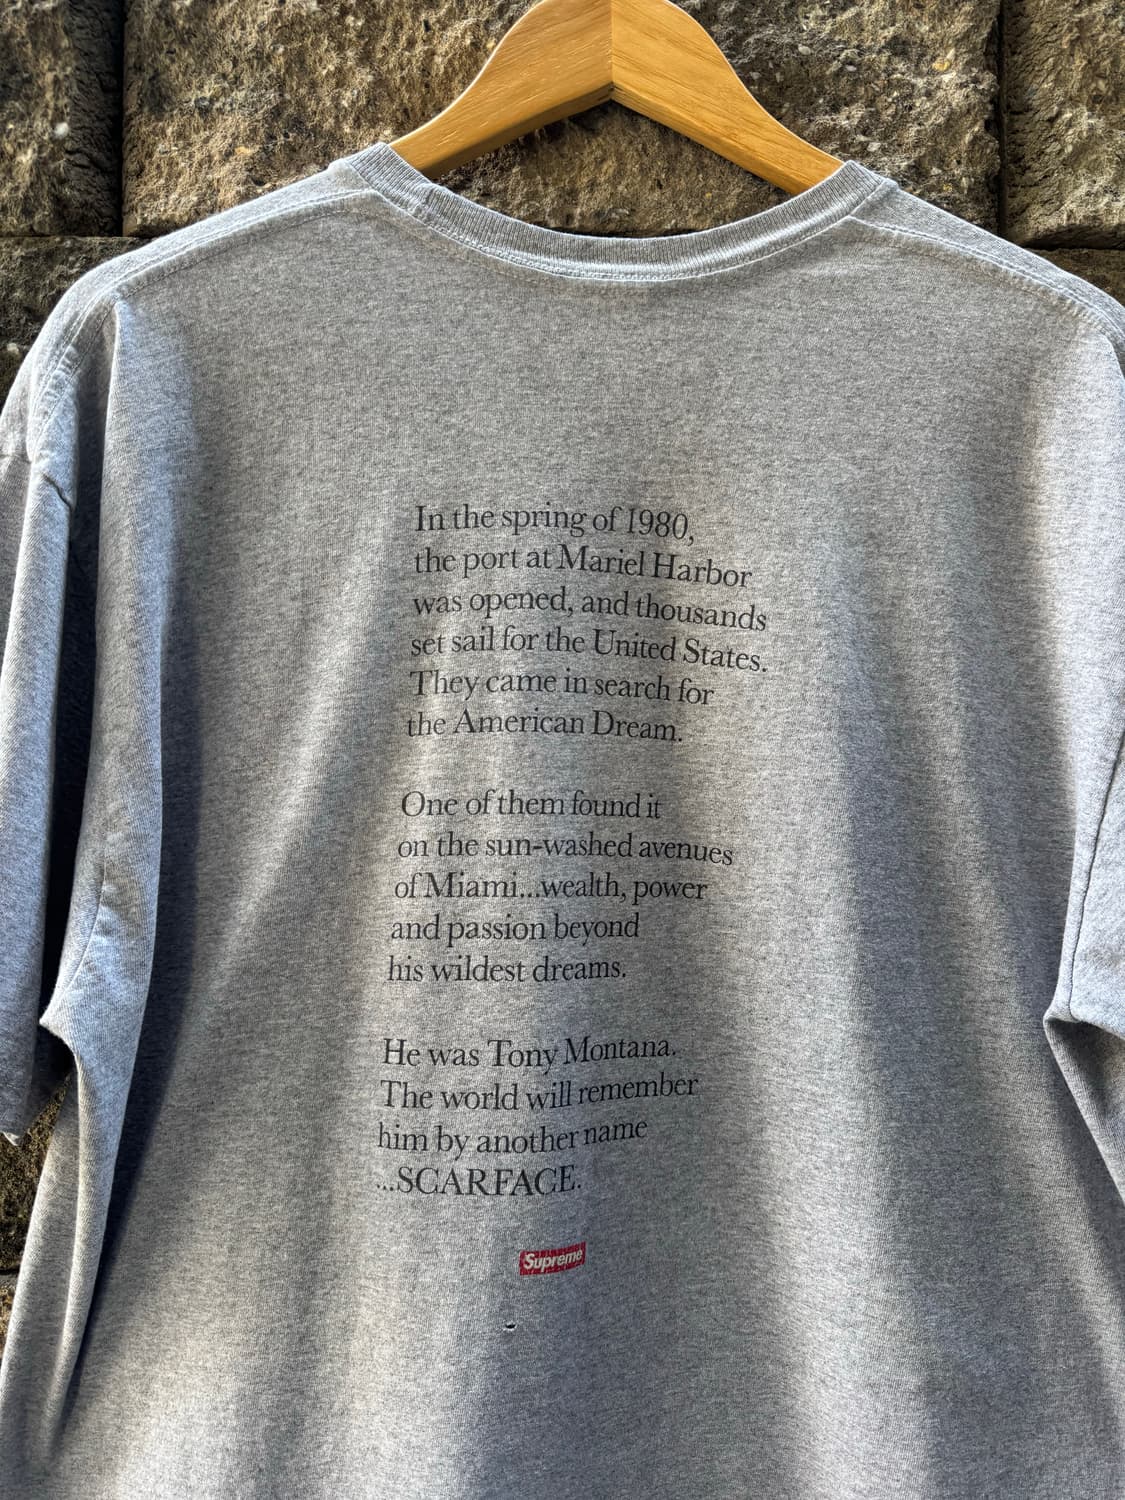 In the spring of 1980,
the port at Mariel Harbor
was opened, and thousands
set sail for the United States.
They came in search for
the American Dream.
One of them found it
on the sun-washed avenues
of Miami...wealth, power
and passion beyond
his wildest dreams.
He was Tony Montana.
The world will remember
him by another name
...SCARFACE.
Supreme